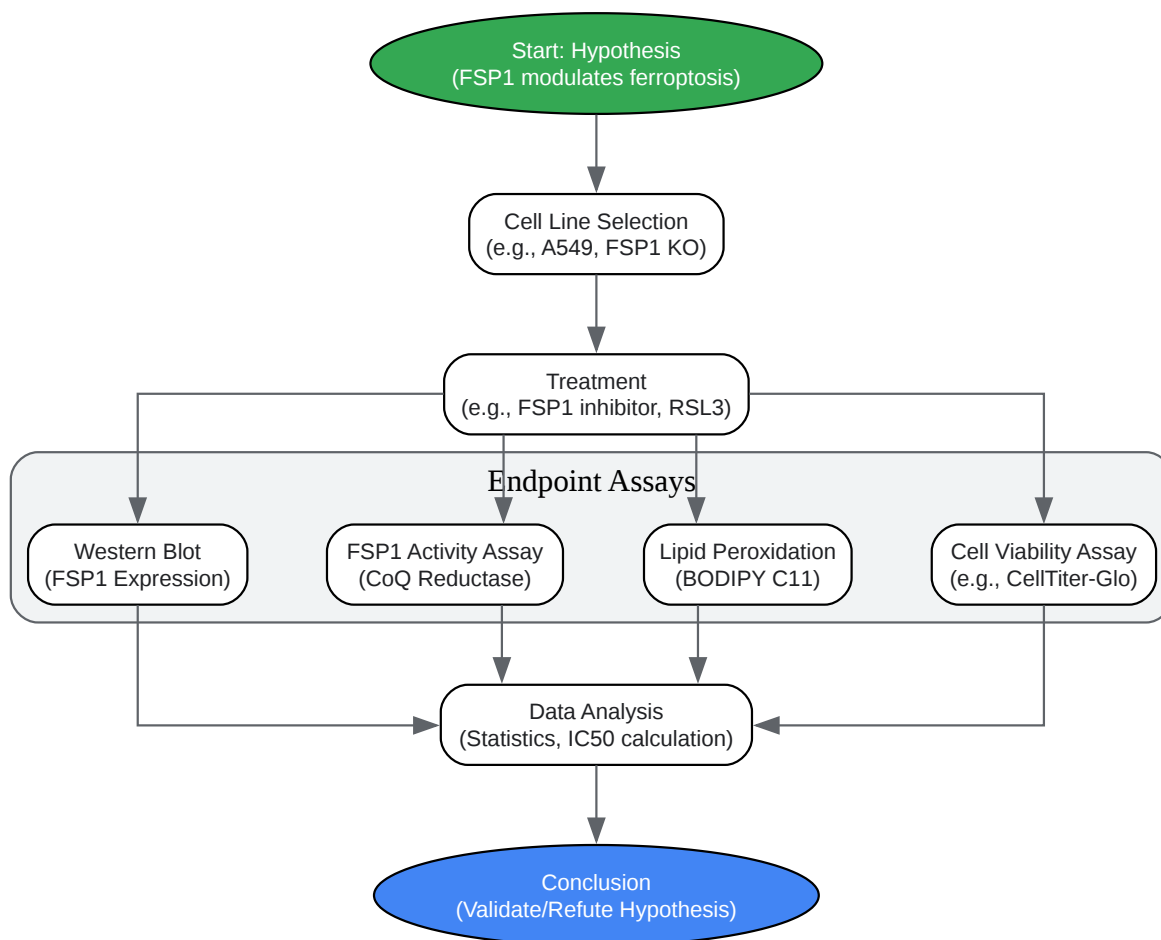 Start: Hypothesis
(FSP1 modulates ferroptosis)
Cell Line Selection
(e.g., A549, FSP1 KO)
Treatment
(e.g., FSP1 inhibitor, RSL3)
Endpoint Assays
Western Blot
(FSP1 Expression)
FSP1 Activity Assay
(CoQ Reductase)
Lipid Peroxidation
(BODIPY C11)
Cell Viability Assay
(e.g., CellTiter-Glo)
Data Analysis
(Statistics, IC50 calculation)
Conclusion
(Validate/Refute Hypothesis)